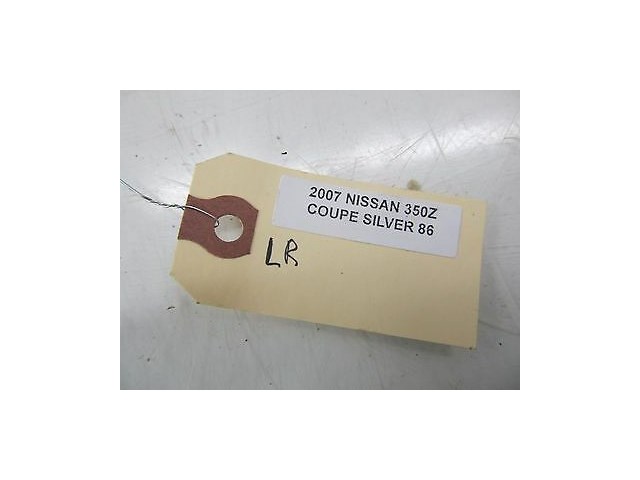 2007 NISSAN 350Z
COUPE SILVER 86
LR